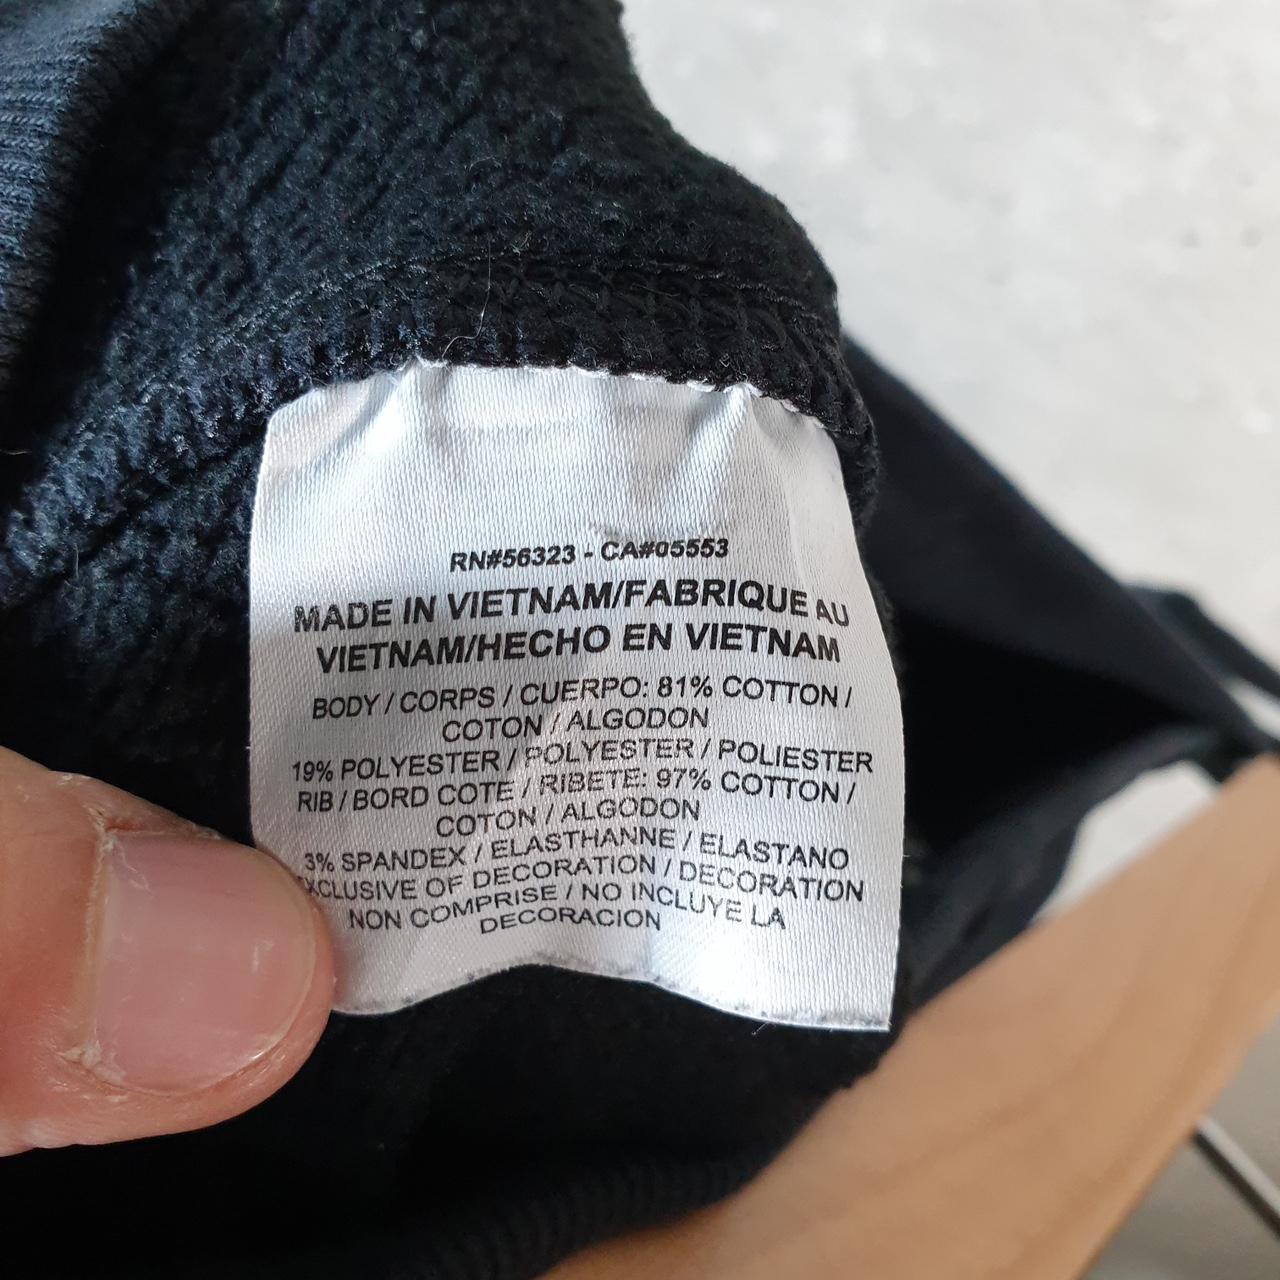 RN#56323 - CA#05553
MADE IN VIETNAM/FABRIQUE AU
VIETNAM/HECHO EN VIETNAM
BODY / CORPS / CUERPO: 81% COTTON /
COTON / ALGODON
19% POLYESTER / POLYESTER / POLIESTER
RIB / BORD COTE / RIBETE: 97% COTTON /
COTON / ALGODON
3% SPANDEX / ELASTHANNE / ELASTANO
XCLUSIVE OF DECORATION / DECORATION
NON COMPRISE / NO INCLUYE LA
DECORACION